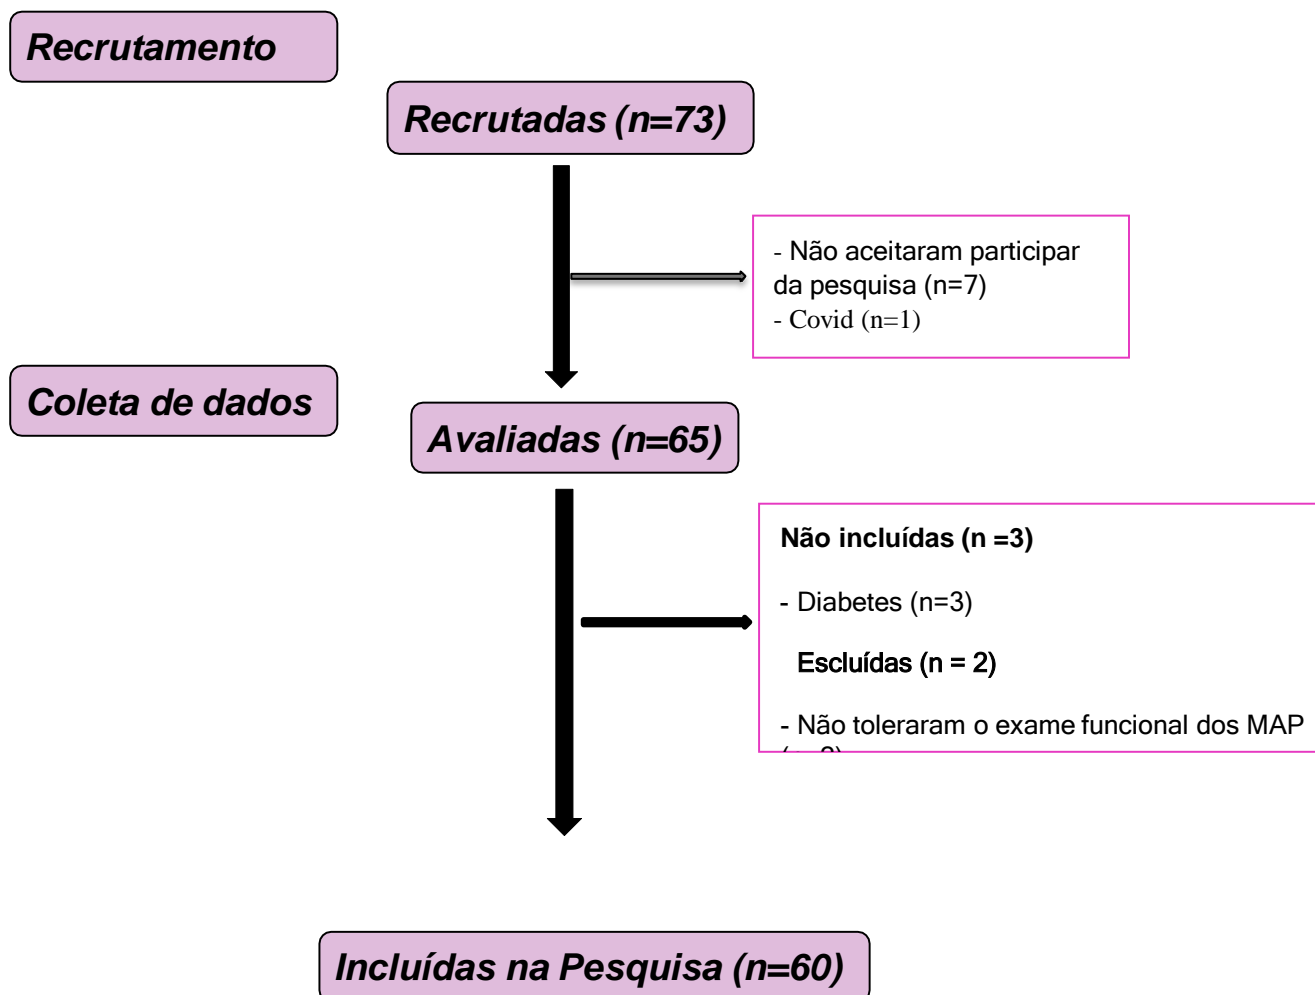 Recrutamento
Recrutadas (n=73)
- Não aceitaram participar
da pesquisa (n=7)
- Covid (n=1)
Coleta de dados
Avaliadas (n=65)
Não incluídas (n =3)
- Diabetes (n=3)
Escluídas (n = 2)
- Não toleraram o exame funcional dos MAP
Incluídas na Pesquisa (n=60)